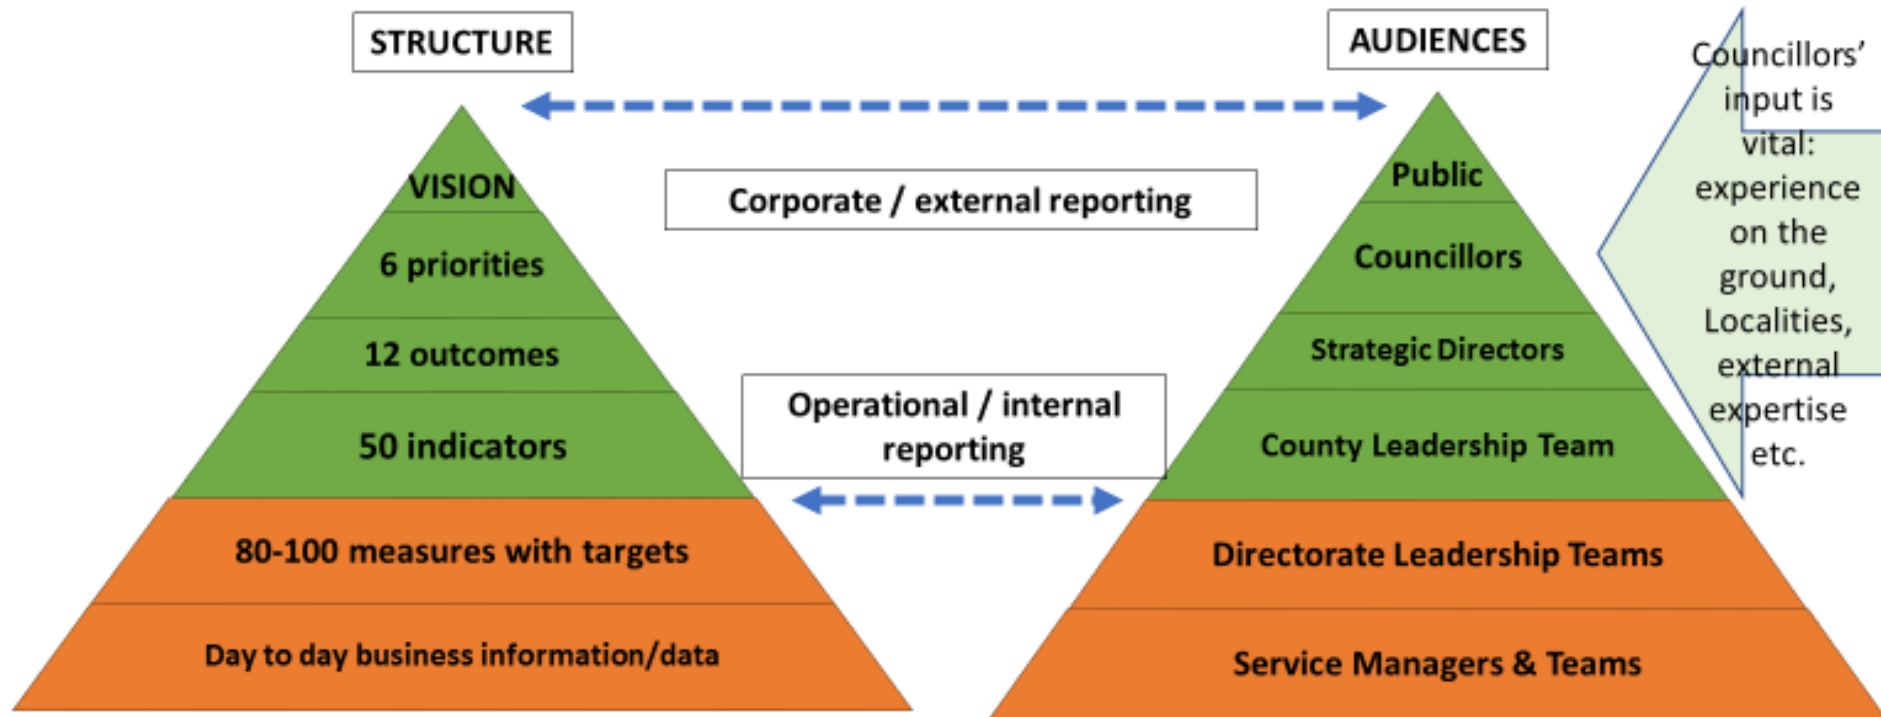 STRUCTURE
VISION
6 priorities
12 outcomes
50 indicators
80-100 measures with targets
Day to day business information/data
Corporate / external reporting
Operational / internal
reporting
AUDIENCES
Public
Councillors
Strategic Directors
County Leadership Team
Directorate Leadership Teams
Service Managers & Teams
Councillors’
input is
vital:
experience
on the
ground,
Localities,
external
expertise
etc.